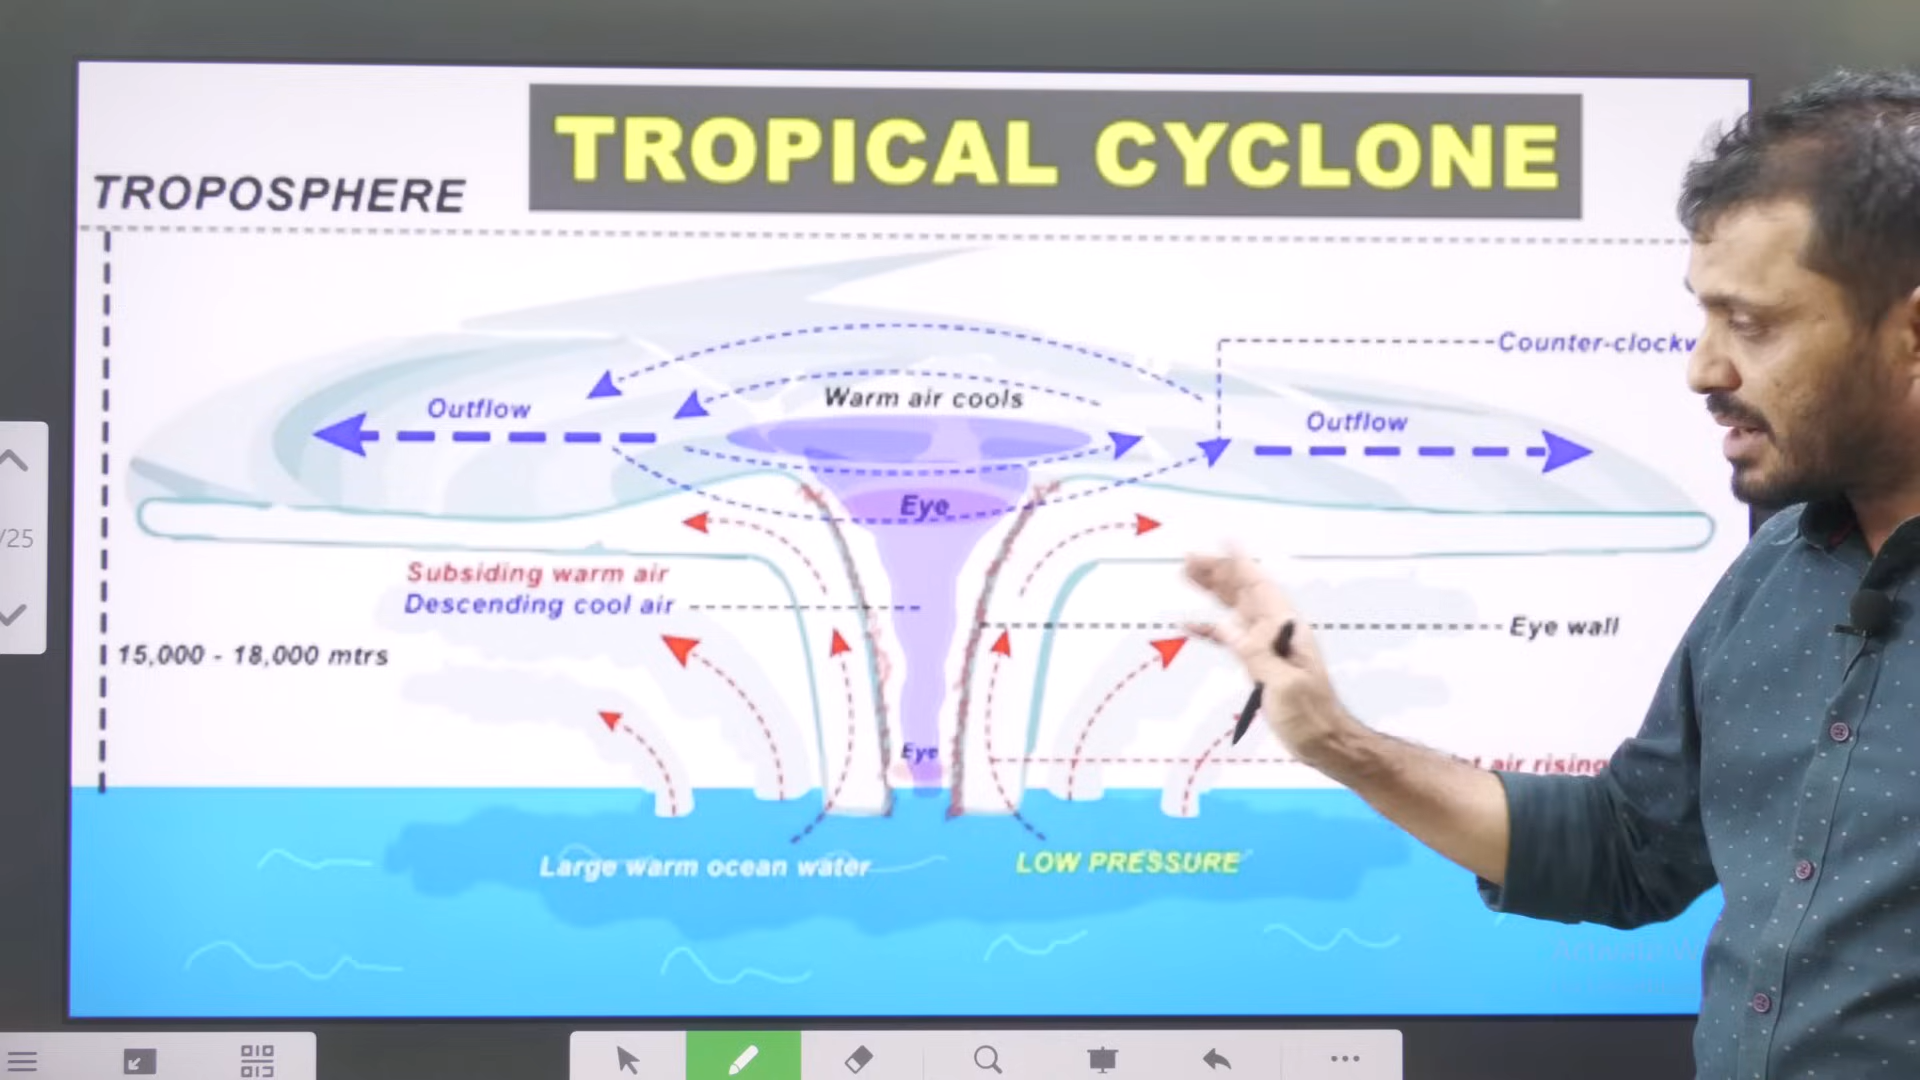 TROPICAL CYCLONE
TROPOSPHERE
Counter-clockw
Outflow
Warm air cools
Outflow
Eye
Subsiding warm air
Descending cool air
Eye wall
15,000 - 18,000 mtrs
Eye
air rising
Large warm ocean water
LOW PRESSURE
/25